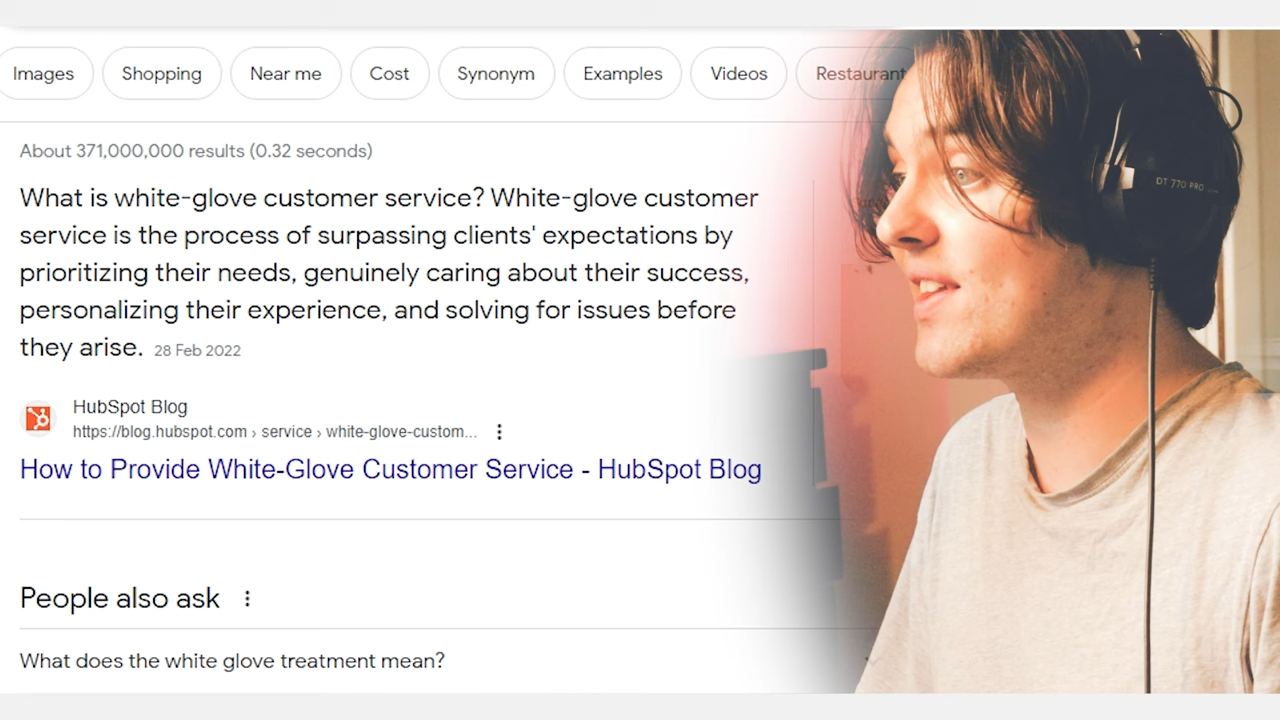 Images Shopping Near me Cost Synonym Examples Videos Restaurant
About 371,000,000 results (0.32 seconds)
What is white-glove customer service? White-glove customer
service is the process of surpassing clients' expectations by
prioritizing their needs, genuinely caring about their success,
personalizing their experience, and solving for issues before
they arise. 28 Feb 2022
HubSpot Blog
https://blog.hubspot.com › service › white-glove-custom...
How to Provide White-Glove Customer Service - HubSpot Blog
People also ask
What does the white glove treatment mean?
DT 770 PRO